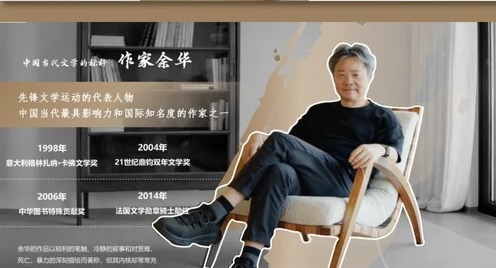 中国当代文学的标杆：作家余华
先锋文学运动的代表人物
中国当代最具影响力和国际知名度的作家之一
1998年
2004年
意大利格林扎纳•卡佛文学奖
21世纪鼎钧双年文学奖
2006年
2014年
中华图书特殊贡献奖
法国文学勋章骑士勋位
余华的作品以锐利的笔触、冷静的叙事和对苦难、
死亡、暴力的深刻描绘而著称，但其内核却常常充